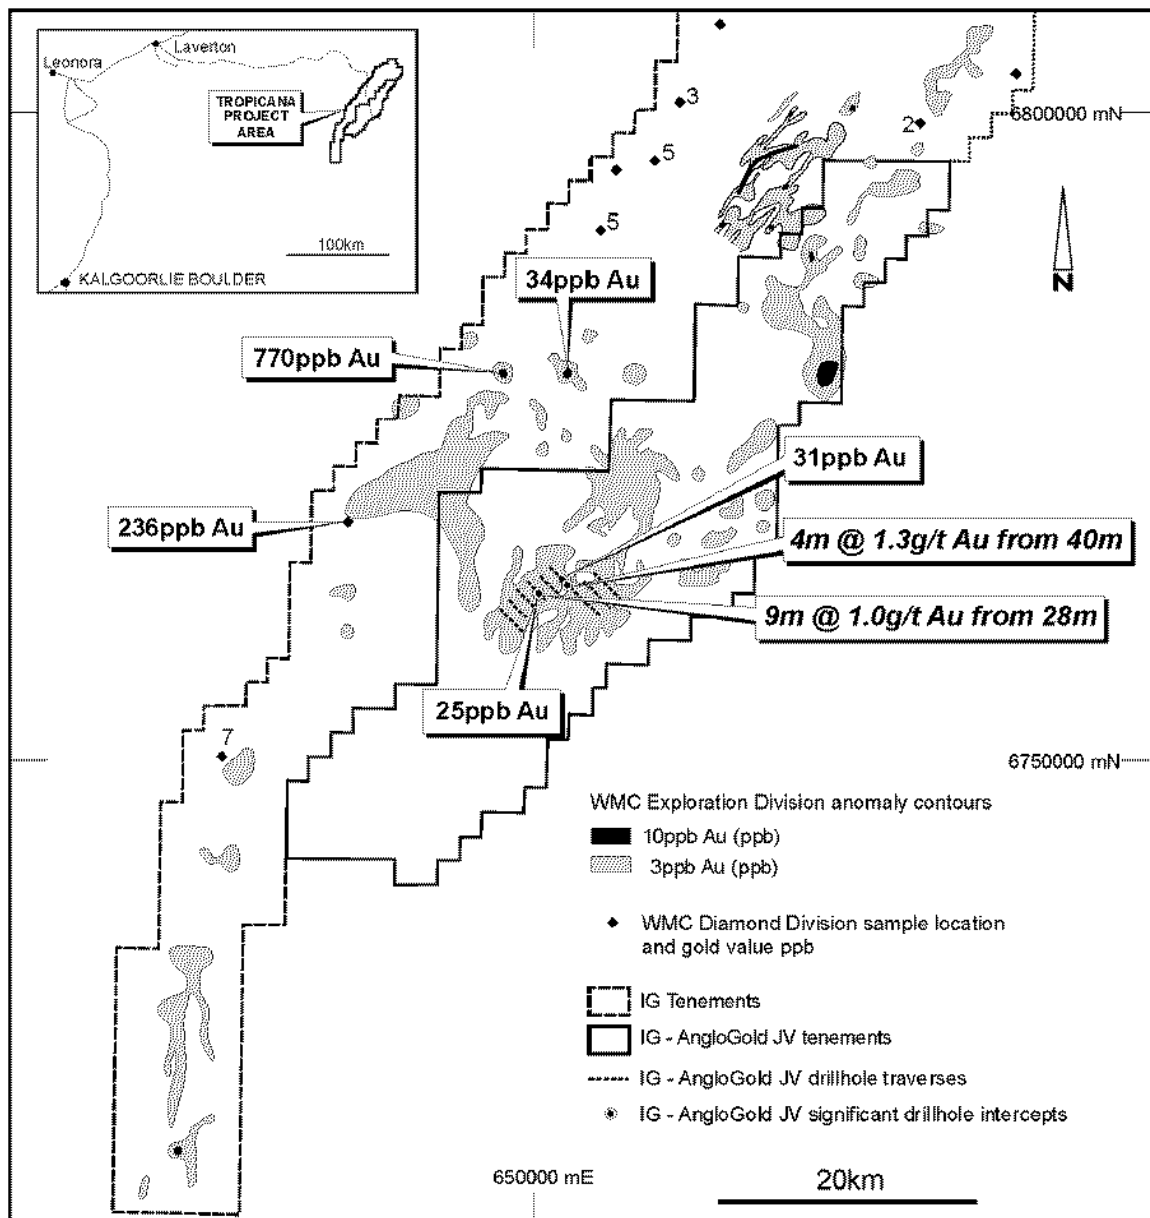 Leonora
Laverton
TROPICANA
PROJECT
AREA
100km
KALGOORLIE BOULDER
3
2
6800000 mN
5
5
N
34ppb Au
770ppb Au
31ppb Au
236ppb Au
4m @ 1.3g/t Au from 40m
9m @ 1.0g/t Au from 28m
25ppb Au
7
6750000 mN
WMC Exploration Division anomaly contours
10ppb Au (ppb)
3ppb Au (ppb)
WMC Diamond Division sample location
and gold value ppb
IG Tenements
IG - AngloGold JV tenements
IG - AngloGold JV drillhole traverses
IG - AngloGold JV significant drillhole intercepts
650000 mE
20km